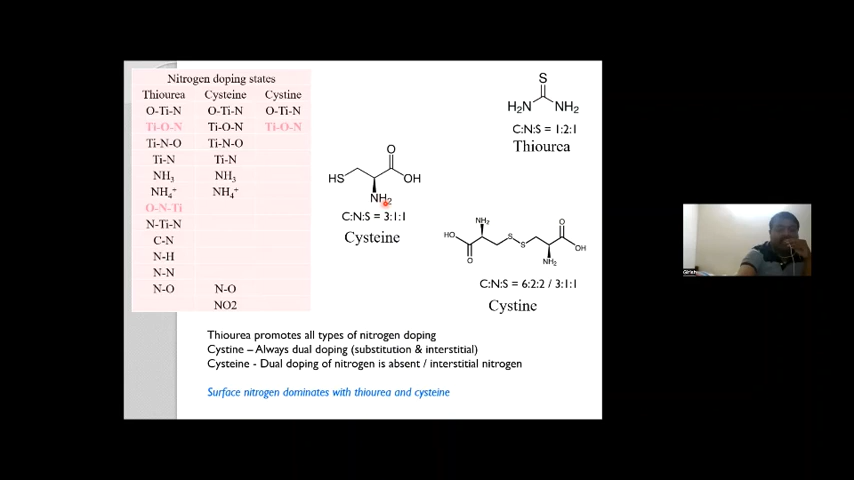 Nitrogen doping states
Thiourea Cysteine Cystine
O-Ti-N O-Ti-N O-Ti-N
Ti-O-N Ti-O-N Ti-O-N
Ti-N-O Ti-N-O
Ti-N Ti-N
NH3 NH3
NH4+ NH4+
O-N-Ti
N-Ti-N
C-N
N-H
N-N
N-O N-O
NO2
S
H2N NH2
C:N:S = 1:2:1
Thiourea
O
HS OH
NH2
C:N:S = 3:1:1
Cysteine
NH2 O
HO S
S OH
O NH2
C:N:S = 6:2:2 / 3:1:1
Cystine
Thiourea promotes all types of nitrogen doping
Cystine – Always dual doping (substitution & interstitial)
Cysteine - Dual doping of nitrogen is absent / interstitial nitrogen
Surface nitrogen dominates with thiourea and cysteine
Girish